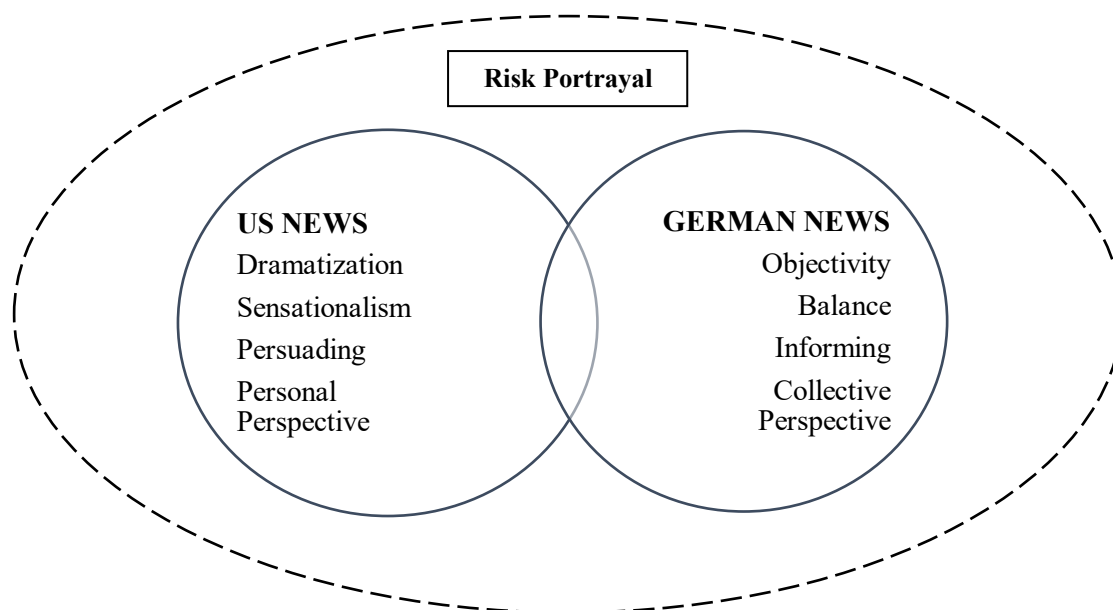 Risk Portrayal
US NEWS
Dramatization
Sensationalism
Persuading
Personal
Perspective
GERMAN NEWS
Objectivity
Balance
Informing
Collective
Perspective